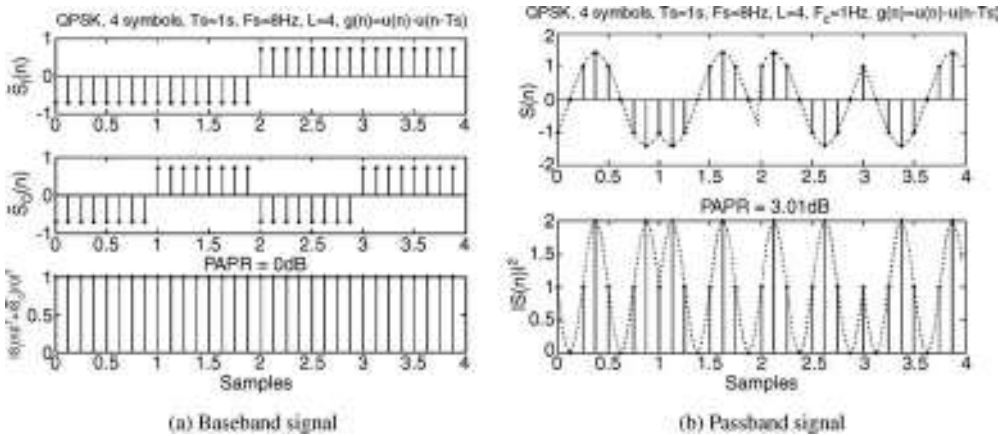 QPSK, 4 symbols, Ts=1s, Fs=8Hz, L=4, g(n)=u(n)-u(n-Ts)
1
0
-1
S̃I(n)
0 0.5 1 1.5 2 2.5 3 3.5 4
1
0
-1
S̃Q(n)
0 0.5 1 1.5 2 2.5 3 3.5 4
PAPR = 0dB
1
0.5
0
0 0.5 1 1.5 2 2.5 3 3.5 4
Samples
(a) Baseband signal
QPSK, 4 symbols, Ts=1s, Fs=8Hz, L=4, Fc=1Hz, g(n)=u(n)-u(n-Ts)
2
1
0
-1
-2
S(n)
0 0.5 1 1.5 2 2.5 3 3.5 4
PAPR = 3.01dB
2
1.5
1
0.5
0
|S(n)|²
0 0.5 1 1.5 2 2.5 3 3.5 4
Samples
(b) Passband signal